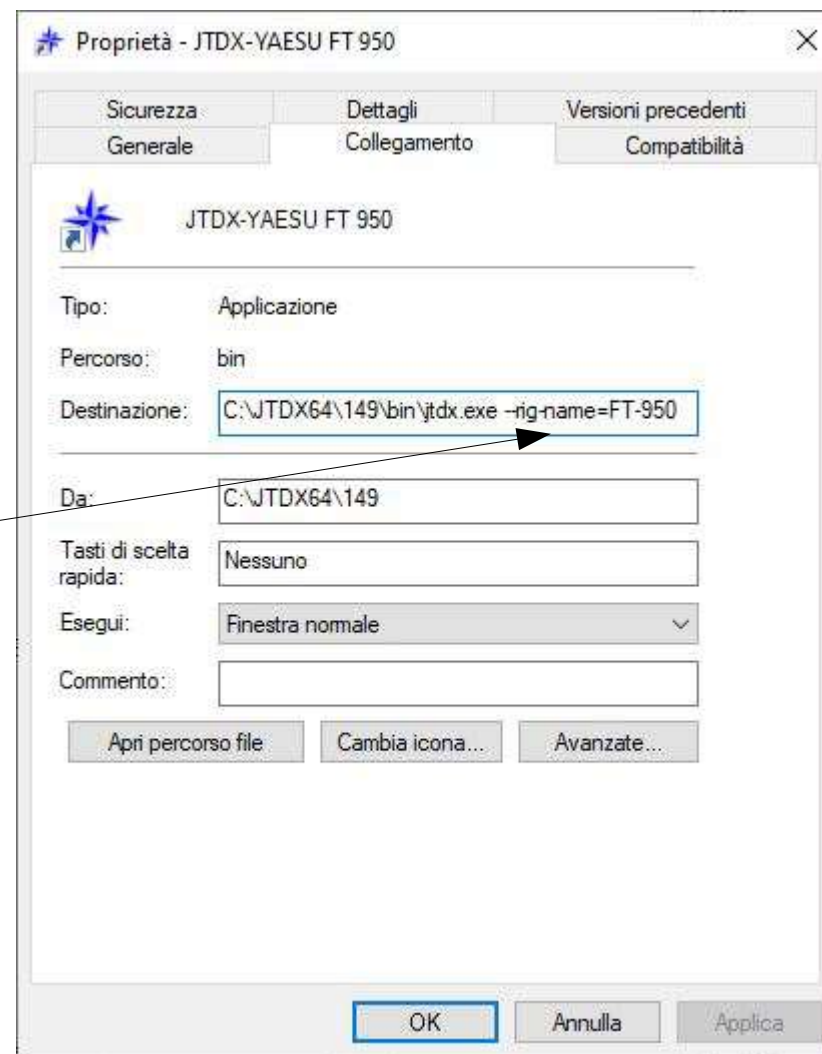 Proprietà - JTDX-YAESU FT 950
Sicurezza Dettagli Versioni precedenti
Generale Collegamento Compatibilità
JTDX-YAESU FT 950
Tipo: Applicazione
Percorso: bin
Destinazione: C:\JTDX64\149\bin\jtdx.exe --rig-name=FT-950
Da: C:\JTDX64\149
Tasti di scelta
rapida: Nessuno
Esegui: Finestra normale
Commento:
Apri percorso file Cambia icona... Avanzate...
OK Annulla Applica